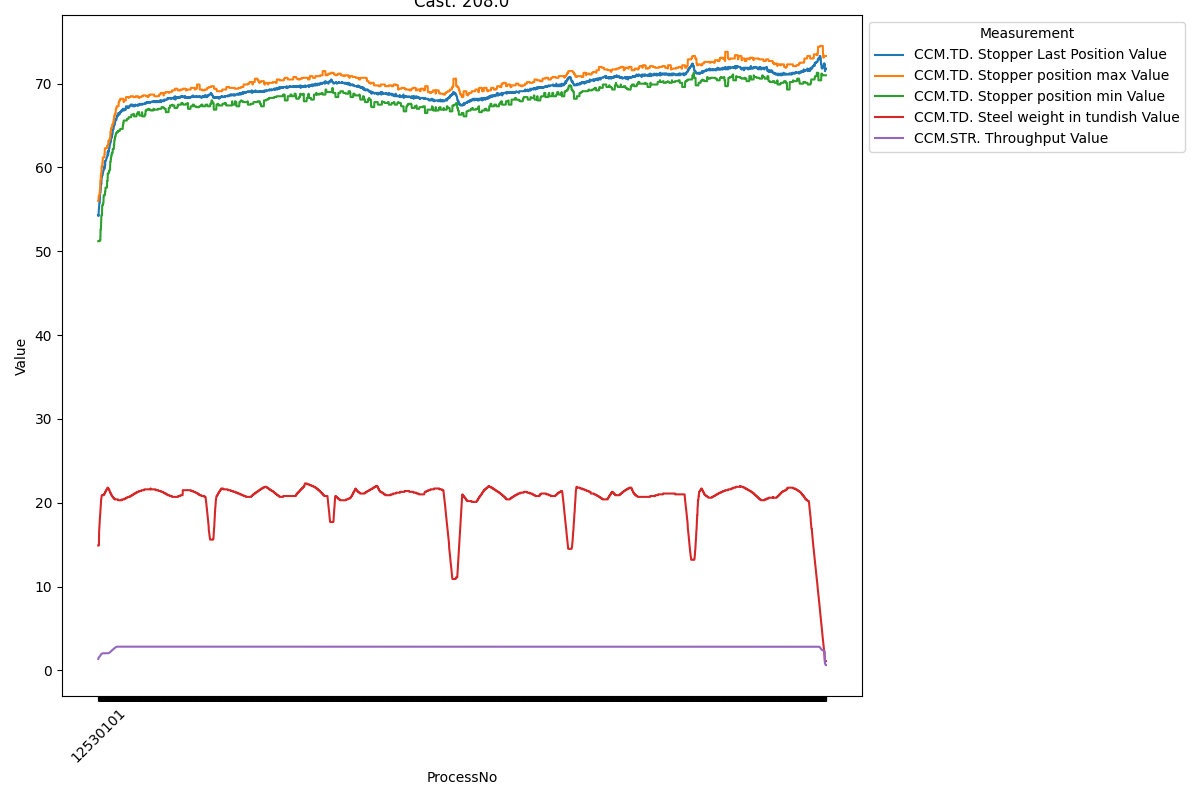 Cast: 208.0
Measurement
CCM.TD. Stopper Last Position Value
CCM.TD. Stopper position max Value
CCM.TD. Stopper position min Value
CCM.TD. Steel weight in tundish Value
CCM.STR. Throughput Value
Value
70
60
50
40
30
20
10
0
12530101
ProcessNo